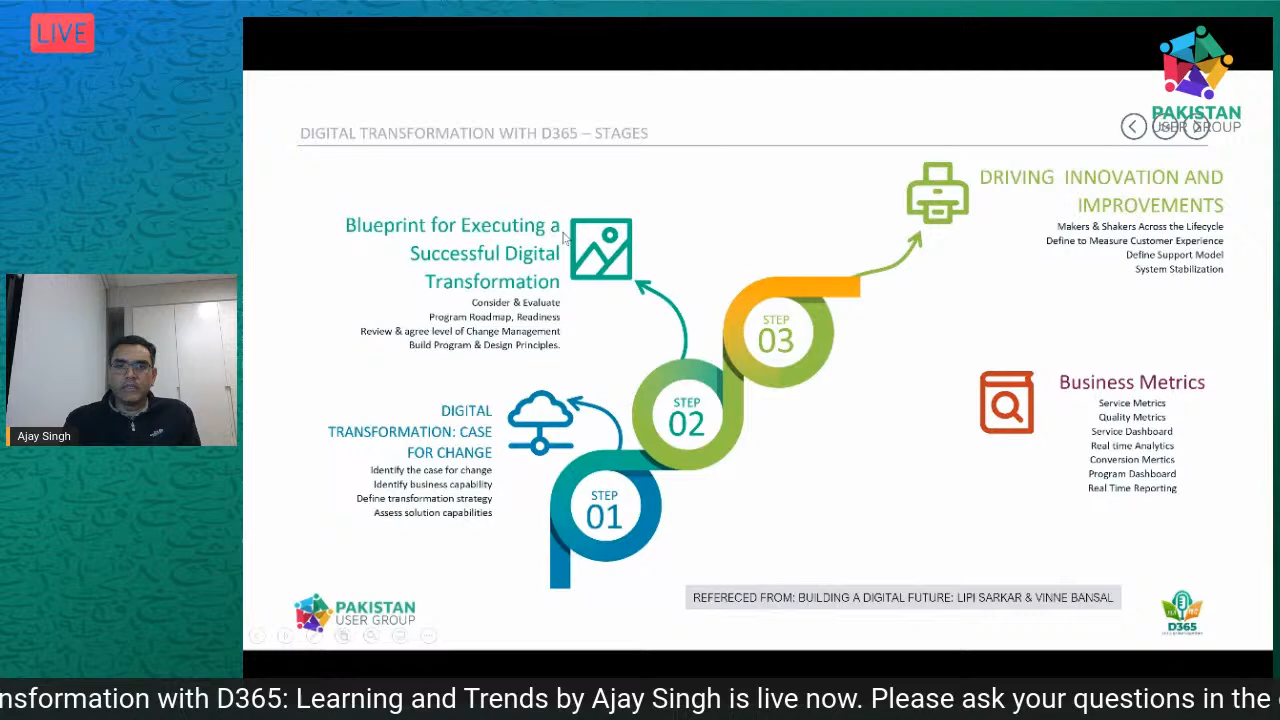 LIVE
PAKISTAN
USER GROUP
DIGITAL TRANSFORMATION WITH D365 – STAGES
DRIVING INNOVATION AND
IMPROVEMENTS
Makers & Shakers Across the Lifecycle
Define to Measure Customer Experience
Define Support Model
System Stabilization
Blueprint for Executing a
Successful Digital
Transformation
Consider & Evaluate
Program Roadmap, Readiness
Review & agree level of Change Management
Build Program & Design Principles.
STEP
03
STEP
02
DIGITAL
TRANSFORMATION: CASE
FOR CHANGE
Identify the case for change
Identify business capability
Define transformation strategy
Assess solution capabilities
STEP
01
Business Metrics
Service Metrics
Quality Metrics
Service Dashboard
Real time Analytics
Conversion Mertics
Program Dashboard
Real Time Reporting
Ajay Singh
REFERECED FROM: BUILDING A DIGITAL FUTURE: LIPI SARKAR & VINNE BANSAL
PAKISTAN
USER GROUP
D365
nsformation with D365: Learning and Trends by Ajay Singh is live now. Please ask your questions in the